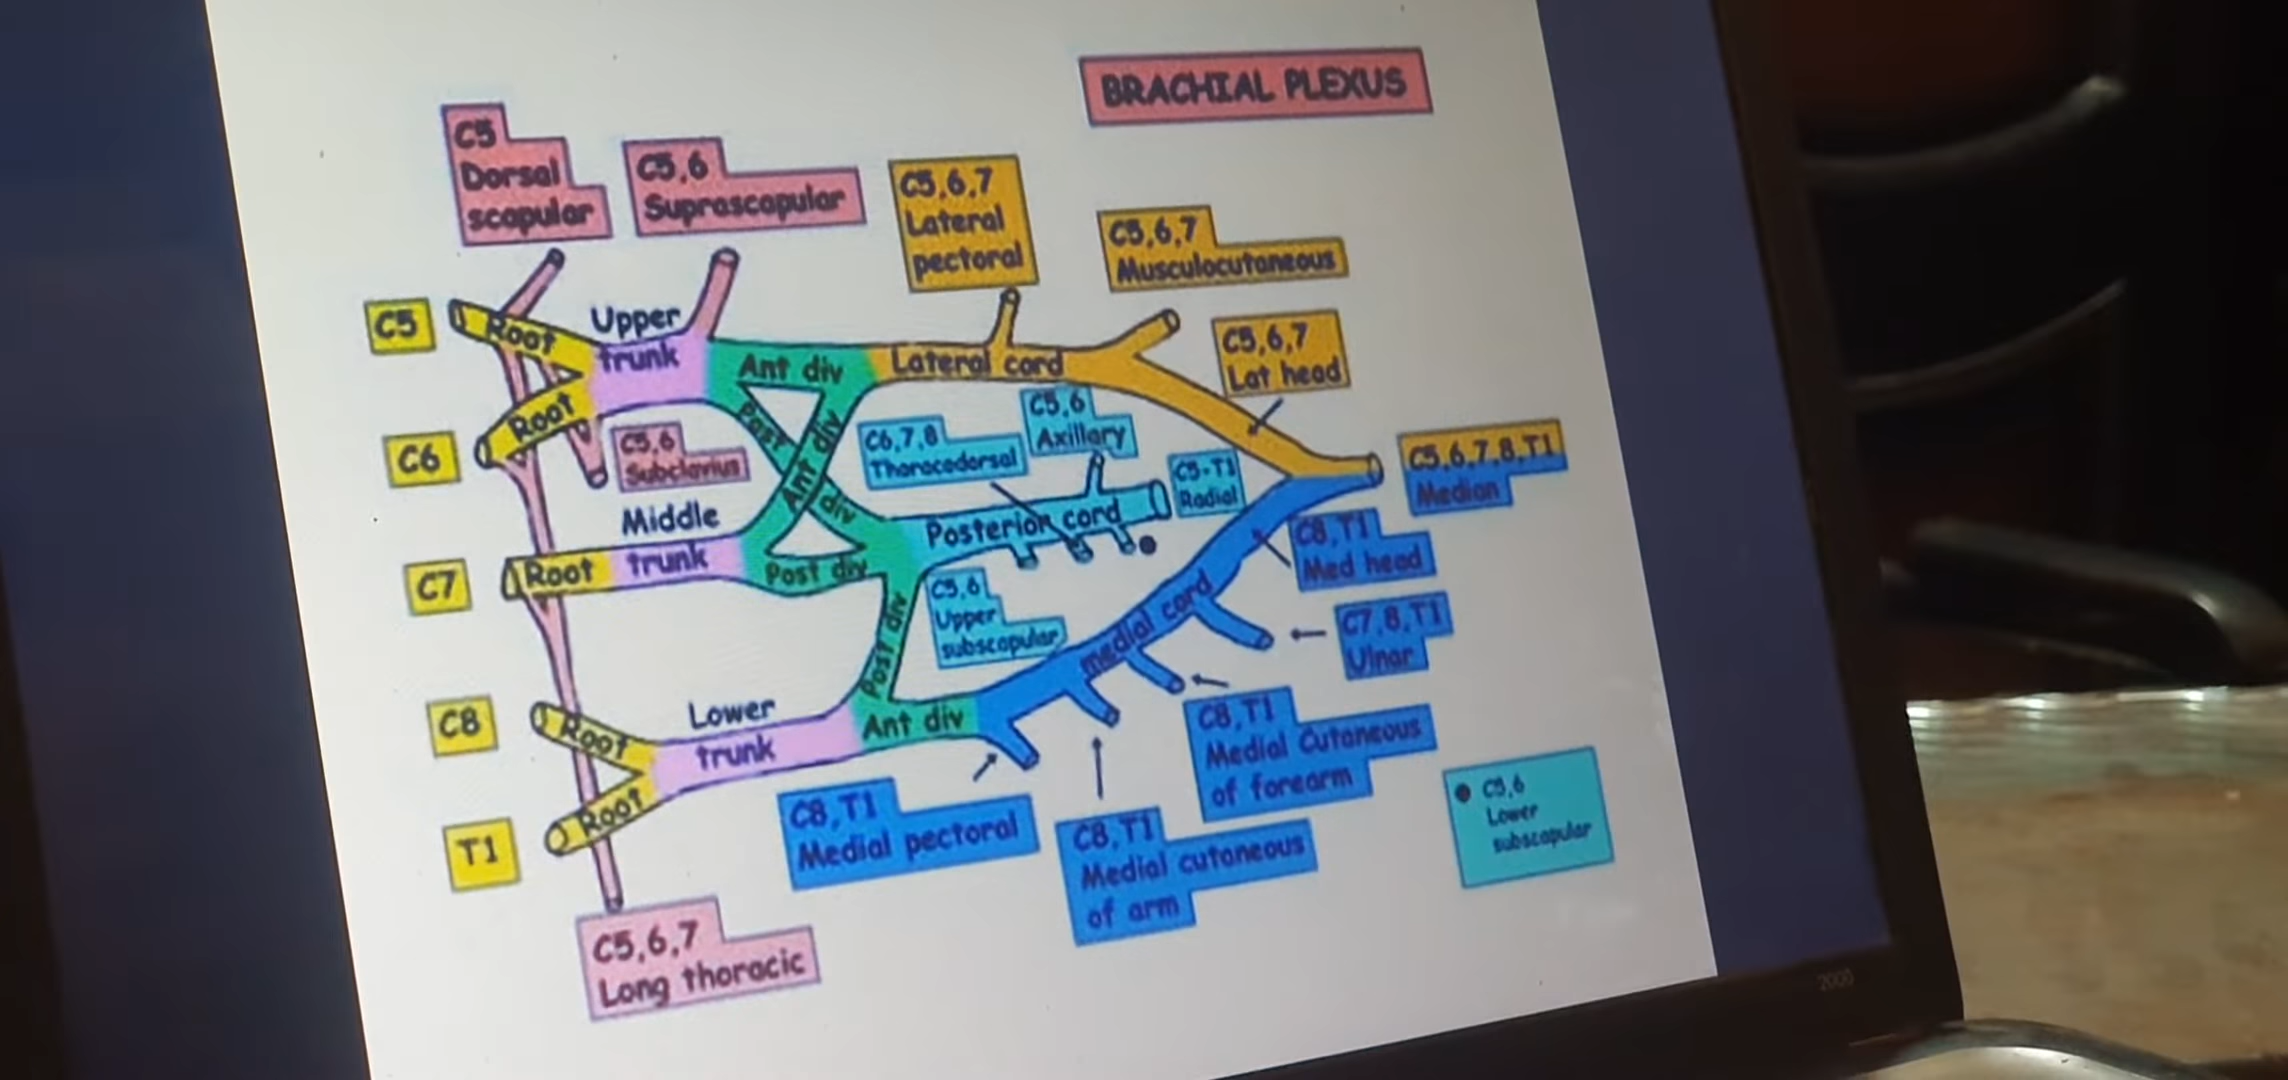 BRACHIAL PLEXUS
C5
Dorsal
scapular
C5,6
Suprascapular
C5,6,7
Lateral
pectoral
C5,6,7
Musculocutaneous
C5
Root
Upper
trunk
Ant div
Lateral cord
C5,6,7
Lat head
C6
Root
C5,6
Subclavius
Post div
Ant div
C6,7,8
Thoracodorsal
C5,6
Axillary
C5-T1
Radial
C5,6,7,8,T1
Median
Middle
trunk
Posterior cord
C7
Root
Post div
C5,6
Upper
subscapular
Post div
medial cord
C8,T1
Med head
C7,8,T1
Ulnar
C8
Root
Lower
trunk
Ant div
C8,T1
Medial Cutaneous
of forearm
T1
Root
C8,T1
Medial pectoral
C8,T1
Medial cutaneous
of arm
C5,6
Lower
subscapular
C5,6,7
Long thoracic
2000